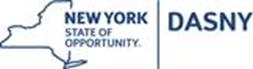 NEW YORK
STATE OF
OPPORTUNITY.
DASNY